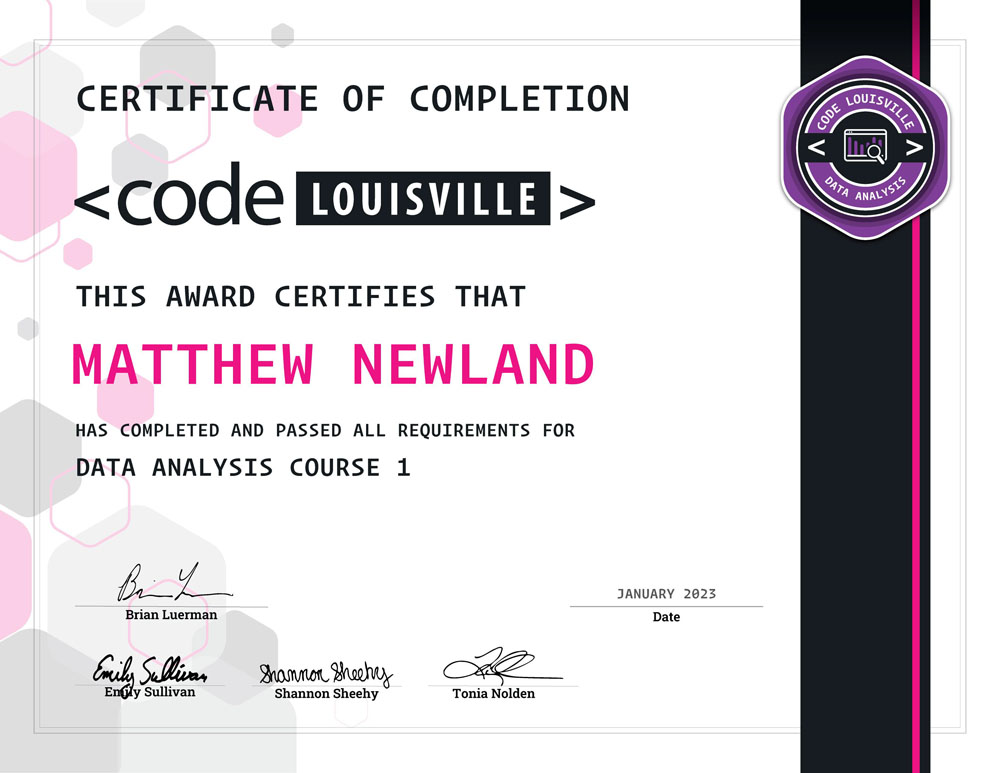 CERTIFICATE OF COMPLETION
CODE LOUISVILLE
< >
DATA ANALYSIS
<code LOUISVILLE>
THIS AWARD CERTIFIES THAT
MATTHEW NEWLAND
HAS COMPLETED AND PASSED ALL REQUIREMENTS FOR
DATA ANALYSIS COURSE 1
Brian Luerman
JANUARY 2023
Date
Emily Sullivan
Shannon Sheehy
Emily Sullivan
Shannon Sheehy
Tonia Nolden